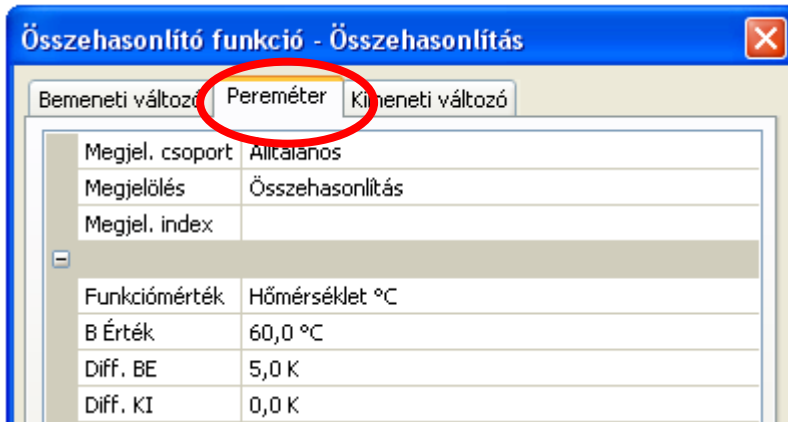 Összehasonlító funkció - Összehasonlítás
Bemeneti változó Pereméter Kimeneti változó
Megjel. csoport Álltalános
Megjelölés Összehasonlítás
Megjel. index
Funkciómérték Hőmérséklet °C
B Érték 60,0 °C
Diff. BE 5,0 K
Diff. KI 0,0 K